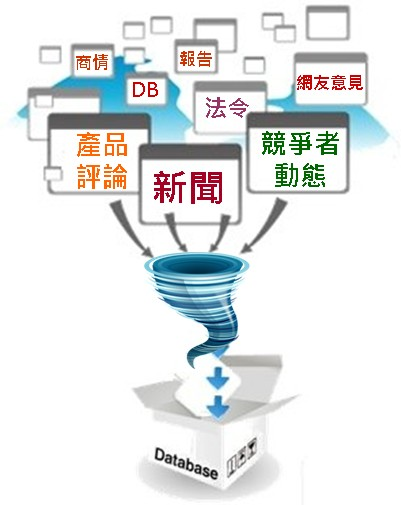 商情
報告
DB
法令
網友意見
產品
評論
新聞
競爭者
動態
Database